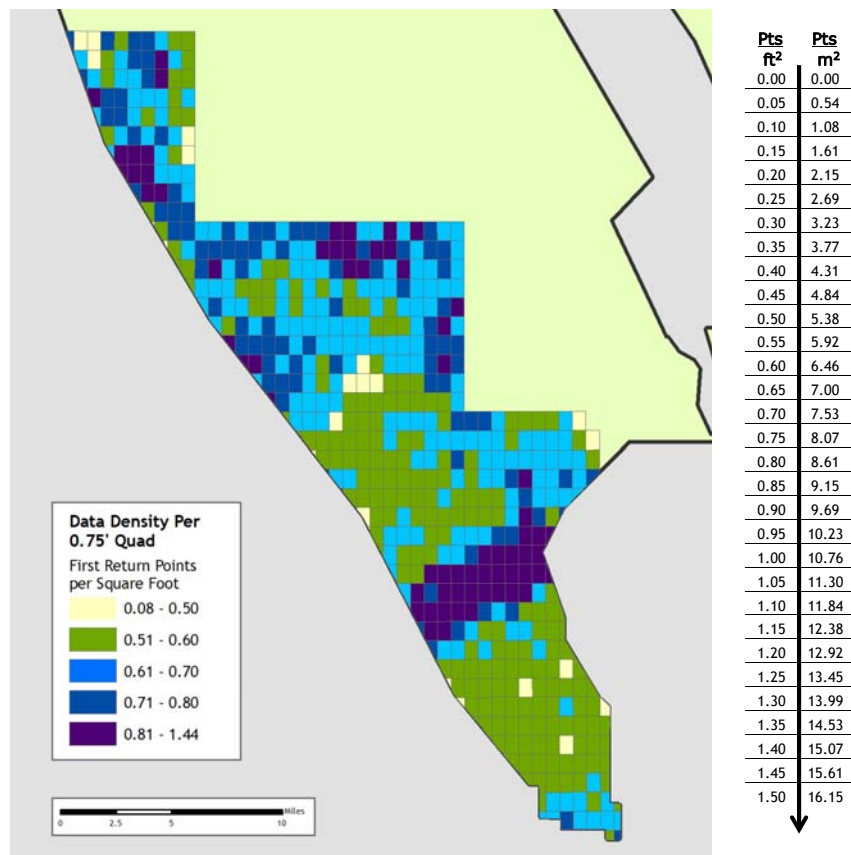 Data Density Per
0.75' Quad
First Return Points
per Square Foot
0.08 - 0.50
0.51 - 0.60
0.61 - 0.70
0.71 - 0.80
0.81 - 1.44
Miles
0 2.5 5 10
Pts Pts
ft² m²
0.00 0.00
0.05 0.54
0.10 1.08
0.15 1.61
0.20 2.15
0.25 2.69
0.30 3.23
0.35 3.77
0.40 4.31
0.45 4.84
0.50 5.38
0.55 5.92
0.60 6.46
0.65 7.00
0.70 7.53
0.75 8.07
0.80 8.61
0.85 9.15
0.90 9.69
0.95 10.23
1.00 10.76
1.05 11.30
1.10 11.84
1.15 12.38
1.20 12.92
1.25 13.45
1.30 13.99
1.35 14.53
1.40 15.07
1.45 15.61
1.50 16.15